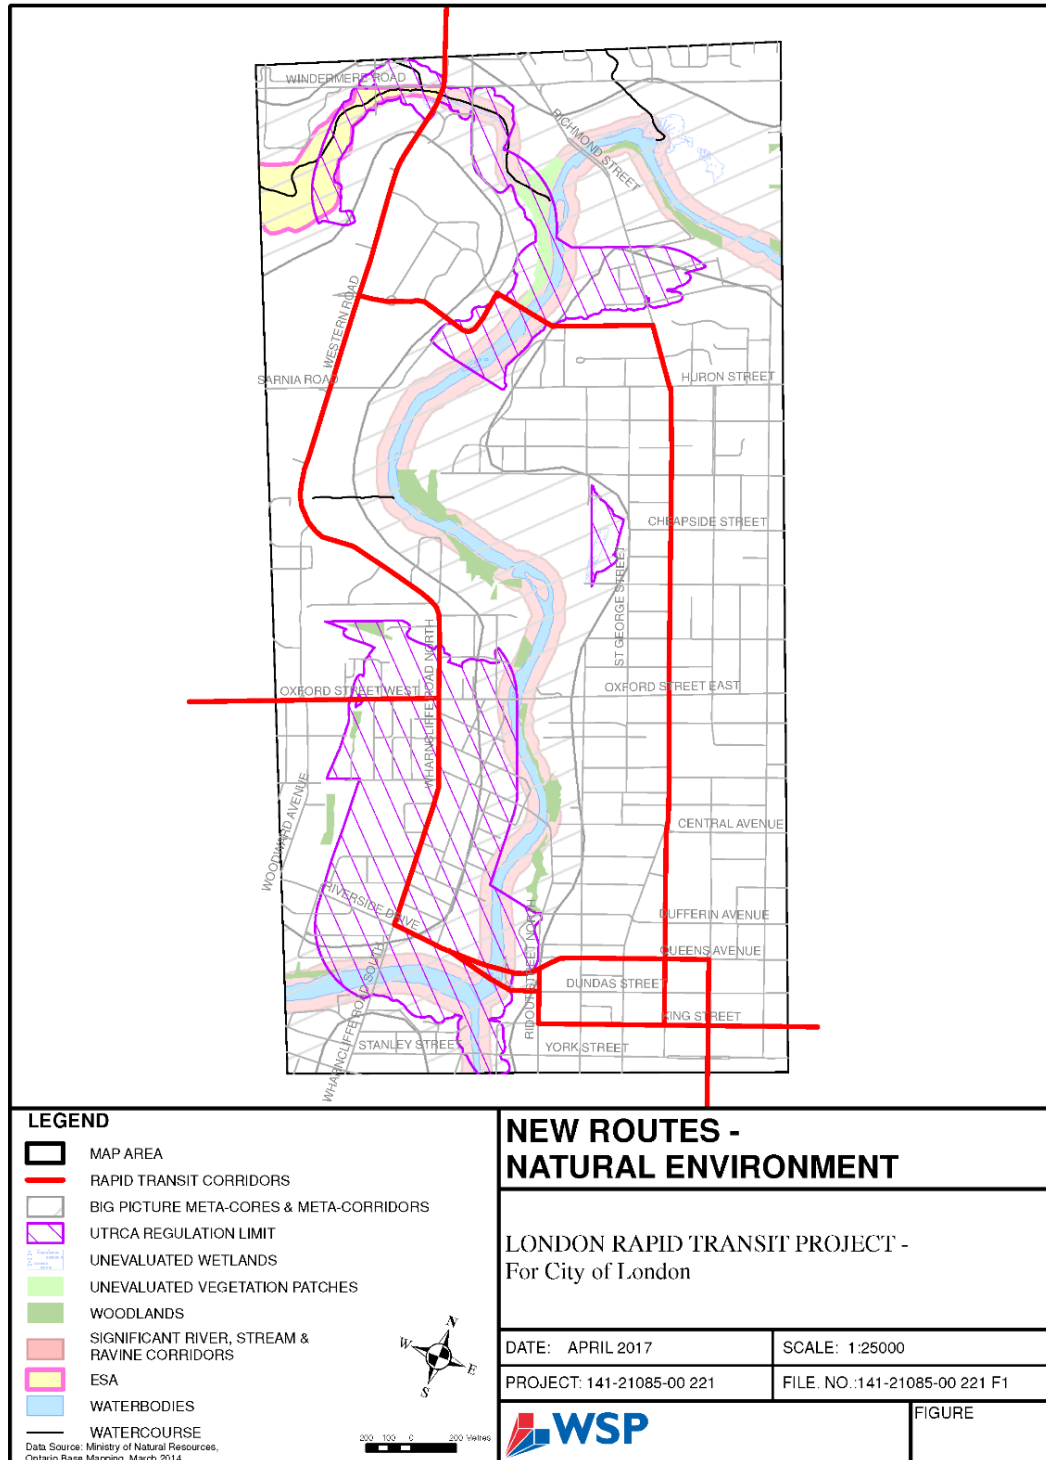 WINDERMERE ROAD
RICHMOND STREET
WESTERN ROAD
SARNIA ROAD
HURON STREET
CHEAPSIDE STREET
ST GEORGE STREET
WHARNCLIFFE ROAD NORTH
OXFORD STREET WEST
OXFORD STREET EAST
WOODWARD AVENUE
CENTRAL AVENUE
RIVERSIDE DRIVE
DUFFERIN AVENUE
QUEENS AVENUE
RIDOUT STREET NORTH
DUNDAS STREET
WHARNCLIFFE ROAD SOUTH
KING STREET
STANLEY STREET
YORK STREET
LEGEND
MAP AREA
RAPID TRANSIT CORRIDORS
BIG PICTURE META-CORES & META-CORRIDORS
UTRCA REGULATION LIMIT
UNEVALUATED WETLANDS
UNEVALUATED VEGETATION PATCHES
WOODLANDS
SIGNIFICANT RIVER, STREAM &
RAVINE CORRIDORS
ESA
WATERBODIES
WATERCOURSE
Data Source: Ministry of Natural Resources,
Ontario Base Mapping, March 2014
N
W
E
S
200 100 0 200 Metres
NEW ROUTES -
NATURAL ENVIRONMENT
LONDON RAPID TRANSIT PROJECT -
For City of London
DATE: APRIL 2017
SCALE: 1:25000
PROJECT: 141-21085-00 221
FILE. NO.:141-21085-00 221 F1
WSP
FIGURE